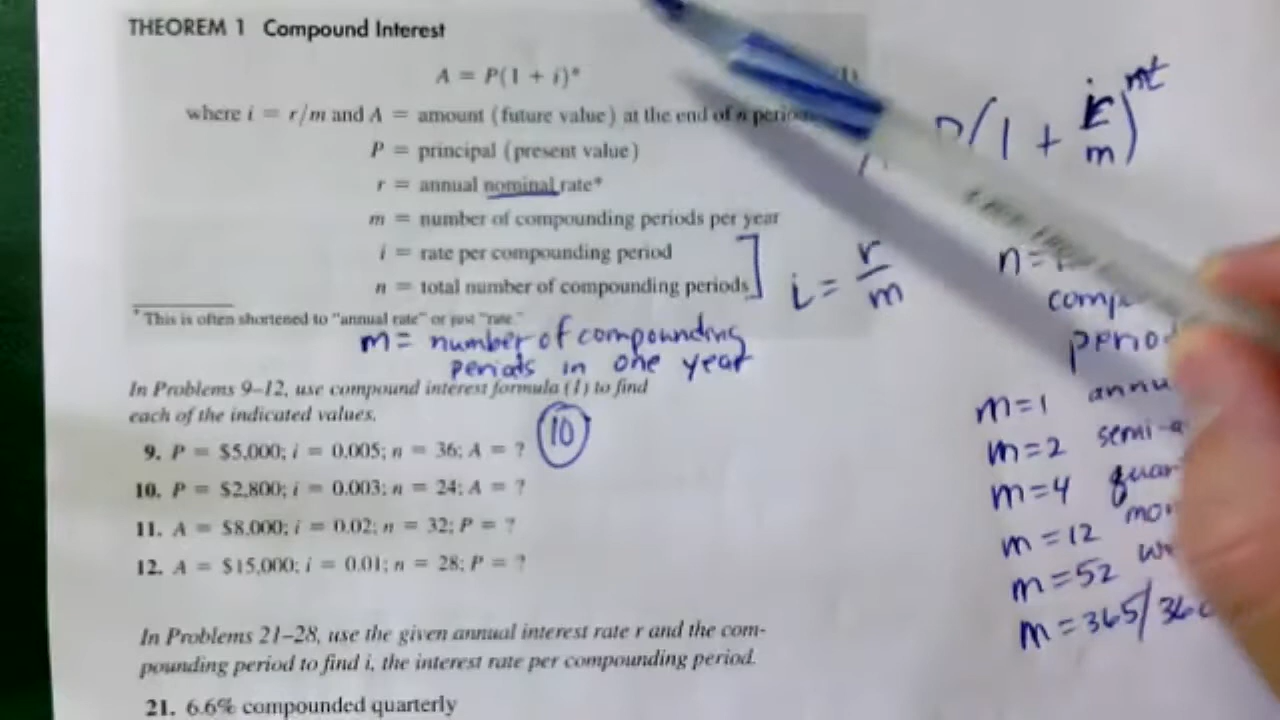 THEOREM 1 Compound Interest
A = P(1 + i)ⁿ
where i = r/m and A = amount (future value) at the end of n
P = principal (present value)
r = annual nominal rate*
m = number of compounding periods per year
i = rate per compounding period
n = total number of compounding periods
* This is often shortened to "annual rate" or just "rate."
m = number of compounding
periods in one year
In Problems 9–12, use compound interest formula (1) to find
each of the indicated values.
9. P = $5,000; i = 0.005; n = 36; A = ?
10
10. P = $2,800; i = 0.003; n = 24; A = ?
11. A = $8,000; i = 0.02; n = 32; P = ?
12. A = $15,000; i = 0.01; n = 28; P = ?
In Problems 21–28, use the given annual interest rate r and the com-
pounding period to find i, the interest rate per compounding period.
21. 6.6% compounded quarterly
(1 + r/m)^mt
i = r/m
n =
m = 1
m = 2
m = 4
m = 12
m = 52
m = 365/